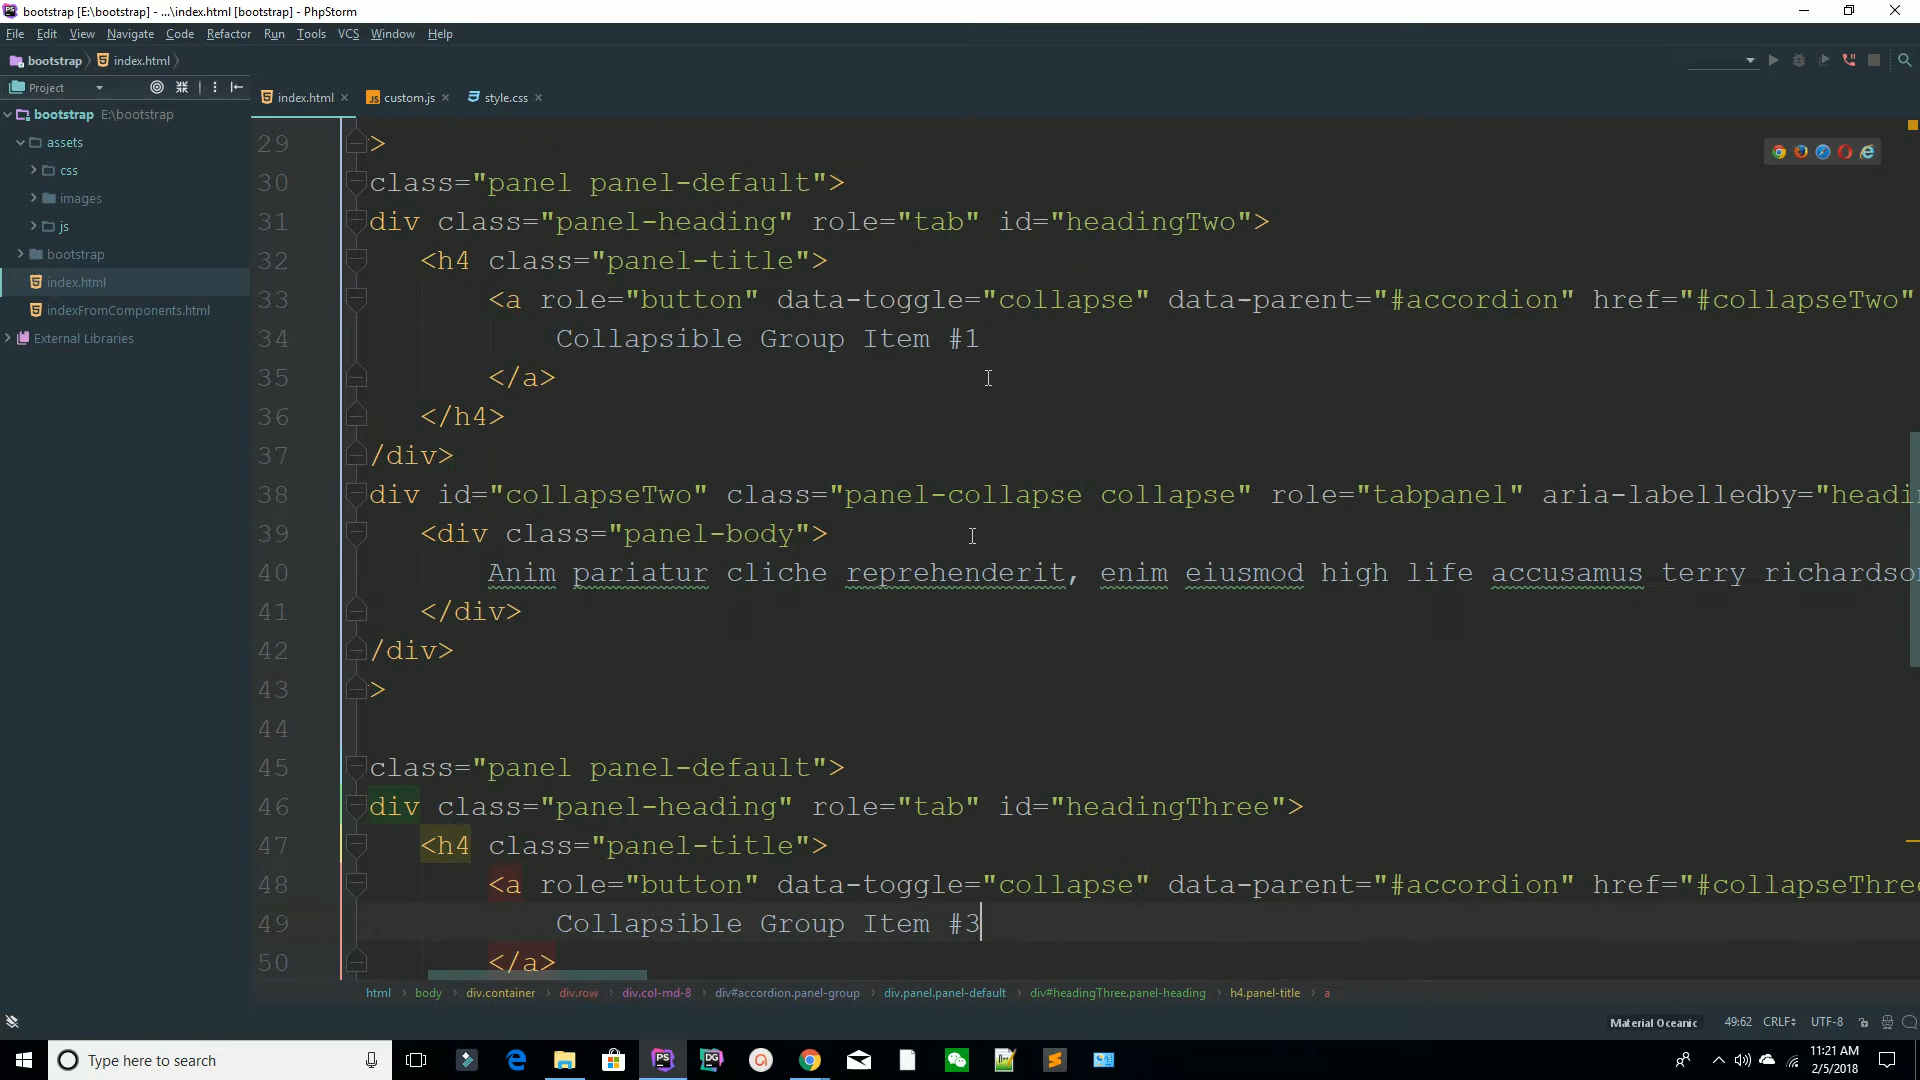 bootstrap [E:\bootstrap] - ...\index.html [bootstrap] - PhpStorm
File Edit View Navigate Code Refactor Run Tools VCS Window Help
bootstrap index.html
Project
index.html custom.js style.css
bootstrap E:\bootstrap
assets
css
images
js
bootstrap
index.html
indexFromComponents.html
External Libraries
29 >
30 class="panel panel-default">
31 div class="panel-heading" role="tab" id="headingTwo">
32 <h4 class="panel-title">
33 <a role="button" data-toggle="collapse" data-parent="#accordion" href="#collapseTwo"
34 Collapsible Group Item #1
35 </a>
36 </h4>
37 /div>
38 div id="collapseTwo" class="panel-collapse collapse" role="tabpanel" aria-labelledby="headi
39 <div class="panel-body">
40 Anim pariatur cliche reprehenderit, enim eiusmod high life accusamus terry richardso
41 </div>
42 /div>
43 >
44
45 class="panel panel-default">
46 div class="panel-heading" role="tab" id="headingThree">
47 <h4 class="panel-title">
48 <a role="button" data-toggle="collapse" data-parent="#accordion" href="#collapseThree
49 Collapsible Group Item #3
50 </a>
html body div.container div.row div.col-md-8 div#accordion.panel-group div.panel.panel-default div#headingThree.panel-heading h4.panel-title a
Material Oceanic 49:62 CRLF UTF-8
Type here to search
PS
DG
11:21 AM
2/5/2018